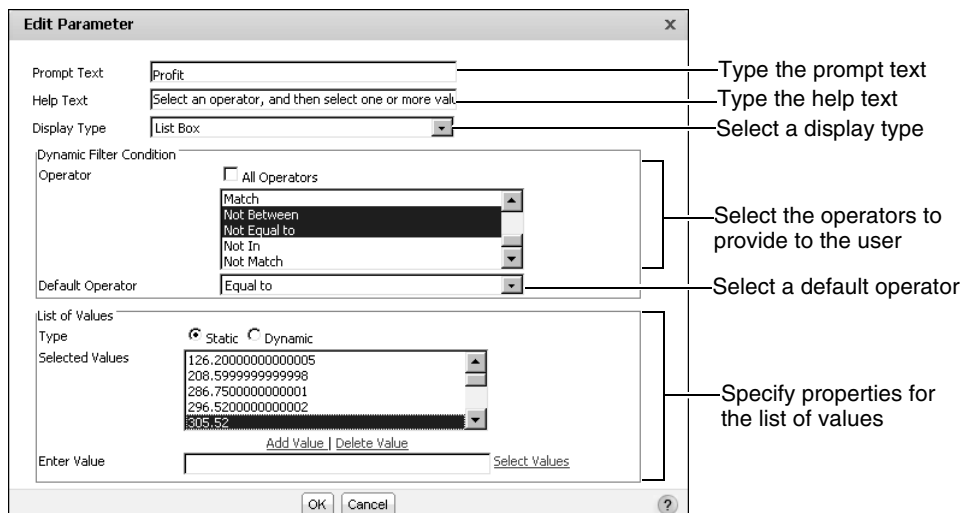 Edit Parameter x
Prompt Text Profit Type the prompt text
Help Text Select an operator, and then select one or more valu Type the help text
Display Type List Box Select a display type
Dynamic Filter Condition
Operator All Operators
Match
Not Between
Not Equal to
Not In
Not Match
Select the operators to
provide to the user
Default Operator Equal to Select a default operator
List of Values
Type Static Dynamic
Selected Values 126.20000000000005
208.5999999999998
286.7500000000001
296.5200000000002
305.52
Specify properties for
the list of values
Add Value | Delete Value
Enter Value Select Values
OK Cancel ?